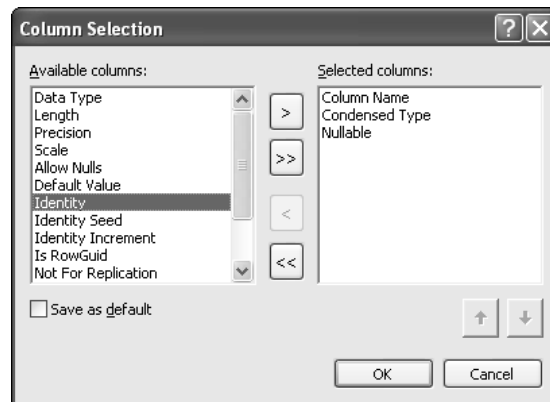 Column Selection
Available columns:
Data Type
Length
Precision
Scale
Allow Nulls
Default Value
Identity
Identity Seed
Identity Increment
Is RowGuid
Not For Replication
>
>>
<
<<
Selected columns:
Column Name
Condensed Type
Nullable
Save as default
OK
Cancel